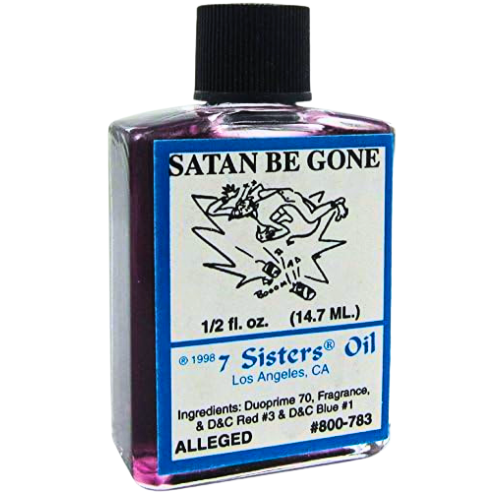 SATAN BE GONE
Booom!!
1/2 fl. oz. (14.7 ML.)
® 1998 7 Sisters® Oil
Los Angeles, CA
Ingredients: Duoprime 70, Fragrance,
& D&C Red #3 & D&C Blue #1
ALLEGED #800-783